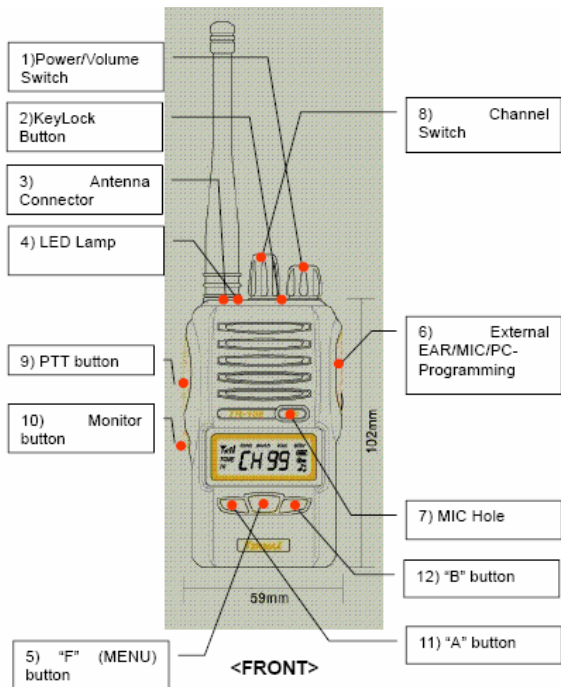 1)Power/Volume
Switch
2)KeyLock
Button
3) Antenna
Connector
4) LED Lamp
8) Channel
Switch
9) PTT button
10) Monitor
button
6) External
EAR/MIC/PC-
Programming
102mm
CH 99
7) MIC Hole
12) “B” button
59mm
11) “A” button
5) “F” (MENU)
button
<FRONT>